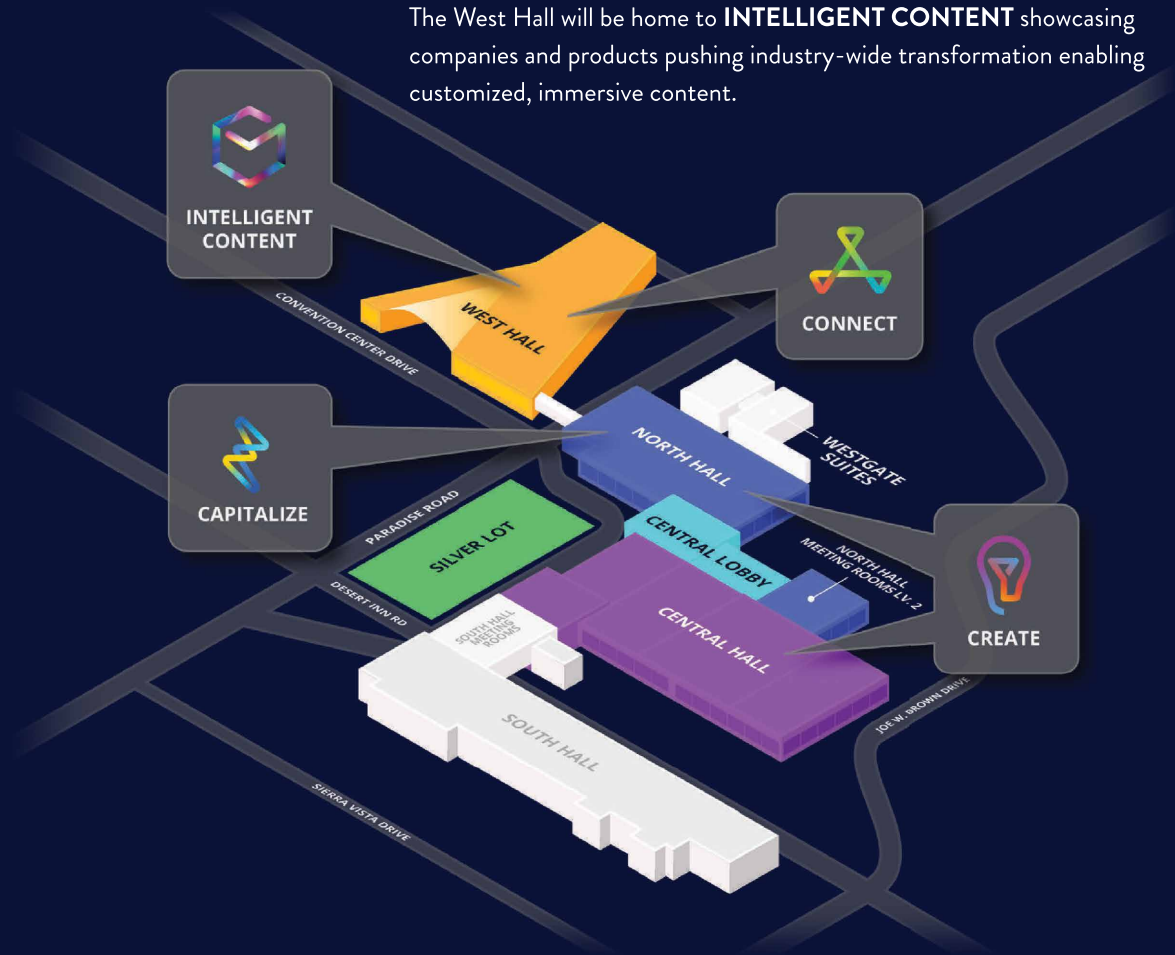 The West Hall will be home to INTELLIGENT CONTENT showcasing
companies and products pushing industry-wide transformation enabling
customized, immersive content.
INTELLIGENT
CONTENT
CONNECT
CONVENTION CENTER DRIVE
WEST HALL
NORTH HALL
WESTGATE
SUITES
CAPITALIZE
PARADISE ROAD
SILVER LOT
CENTRAL LOBBY
NORTH HALL
MEETING ROOMS LV. 2
DESERT INN RD
SOUTH HALL
MEETING
ROOMS
CENTRAL HALL
CREATE
JOE W. BROWN DRIVE
SOUTH HALL
SIERRA VISTA DRIVE